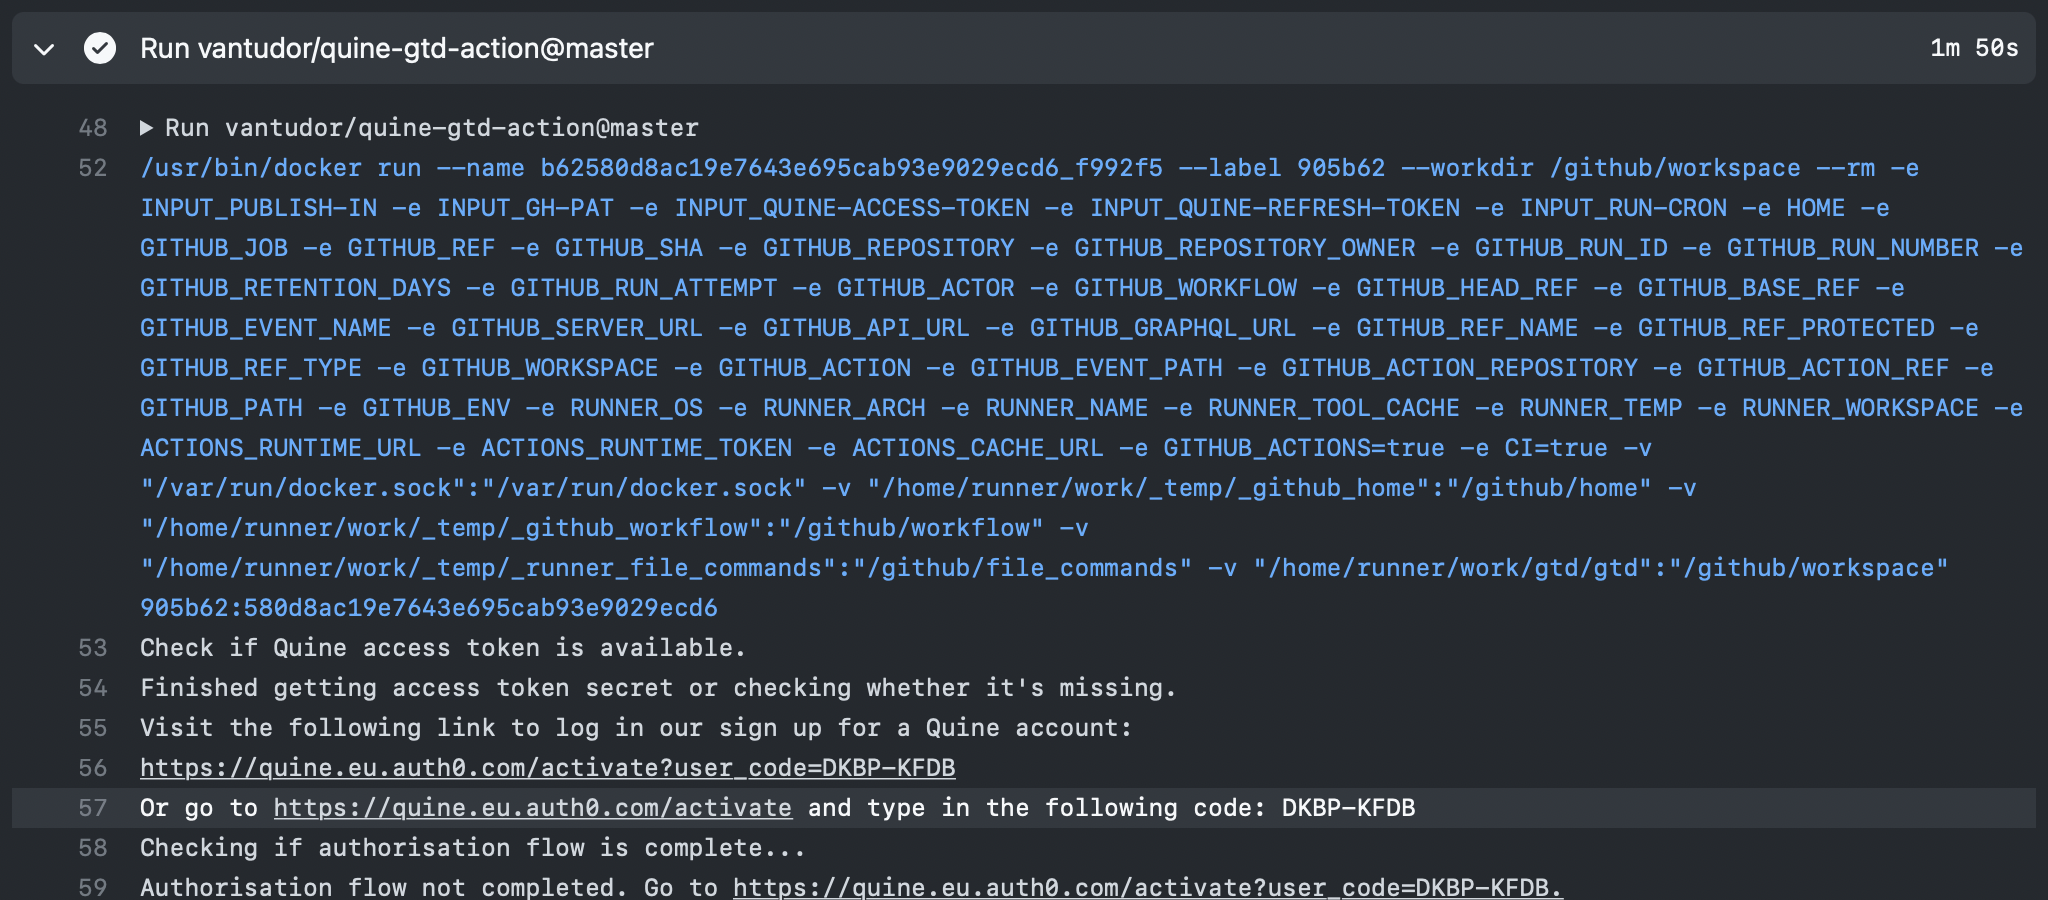 Run vantudor/quine-gtd-action@master
1m 50s
48 Run vantudor/quine-gtd-action@master
52 /usr/bin/docker run --name b62580d8ac19e7643e695cab93e9029ecd6_f992f5 --label 905b62 --workdir /github/workspace --rm -e
INPUT_PUBLISH-IN -e INPUT_GH-PAT -e INPUT_QUINE-ACCESS-TOKEN -e INPUT_QUINE-REFRESH-TOKEN -e INPUT_RUN-CRON -e HOME -e
GITHUB_JOB -e GITHUB_REF -e GITHUB_SHA -e GITHUB_REPOSITORY -e GITHUB_REPOSITORY_OWNER -e GITHUB_RUN_ID -e GITHUB_RUN_NUMBER -e
GITHUB_RETENTION_DAYS -e GITHUB_RUN_ATTEMPT -e GITHUB_ACTOR -e GITHUB_WORKFLOW -e GITHUB_HEAD_REF -e GITHUB_BASE_REF -e
GITHUB_EVENT_NAME -e GITHUB_SERVER_URL -e GITHUB_API_URL -e GITHUB_GRAPHQL_URL -e GITHUB_REF_NAME -e GITHUB_REF_PROTECTED -e
GITHUB_REF_TYPE -e GITHUB_WORKSPACE -e GITHUB_ACTION -e GITHUB_EVENT_PATH -e GITHUB_ACTION_REPOSITORY -e GITHUB_ACTION_REF -e
GITHUB_PATH -e GITHUB_ENV -e RUNNER_OS -e RUNNER_ARCH -e RUNNER_NAME -e RUNNER_TOOL_CACHE -e RUNNER_TEMP -e RUNNER_WORKSPACE -e
ACTIONS_RUNTIME_URL -e ACTIONS_RUNTIME_TOKEN -e ACTIONS_CACHE_URL -e GITHUB_ACTIONS=true -e CI=true -v
"/var/run/docker.sock":"/var/run/docker.sock" -v "/home/runner/work/_temp/_github_home":"/github/home" -v
"/home/runner/work/_temp/_github_workflow":"/github/workflow" -v
"/home/runner/work/_temp/_runner_file_commands":"/github/file_commands" -v "/home/runner/work/gtd/gtd":"/github/workspace"
905b62:580d8ac19e7643e695cab93e9029ecd6
53 Check if Quine access token is available.
54 Finished getting access token secret or checking whether it's missing.
55 Visit the following link to log in our sign up for a Quine account:
56 https://quine.eu.auth0.com/activate?user_code=DKBP-KFDB
57 Or go to https://quine.eu.auth0.com/activate and type in the following code: DKBP-KFDB
58 Checking if authorisation flow is complete...
59 Authorisation flow not completed. Go to https://quine.eu.auth0.com/activate?user_code=DKBP-KFDB.